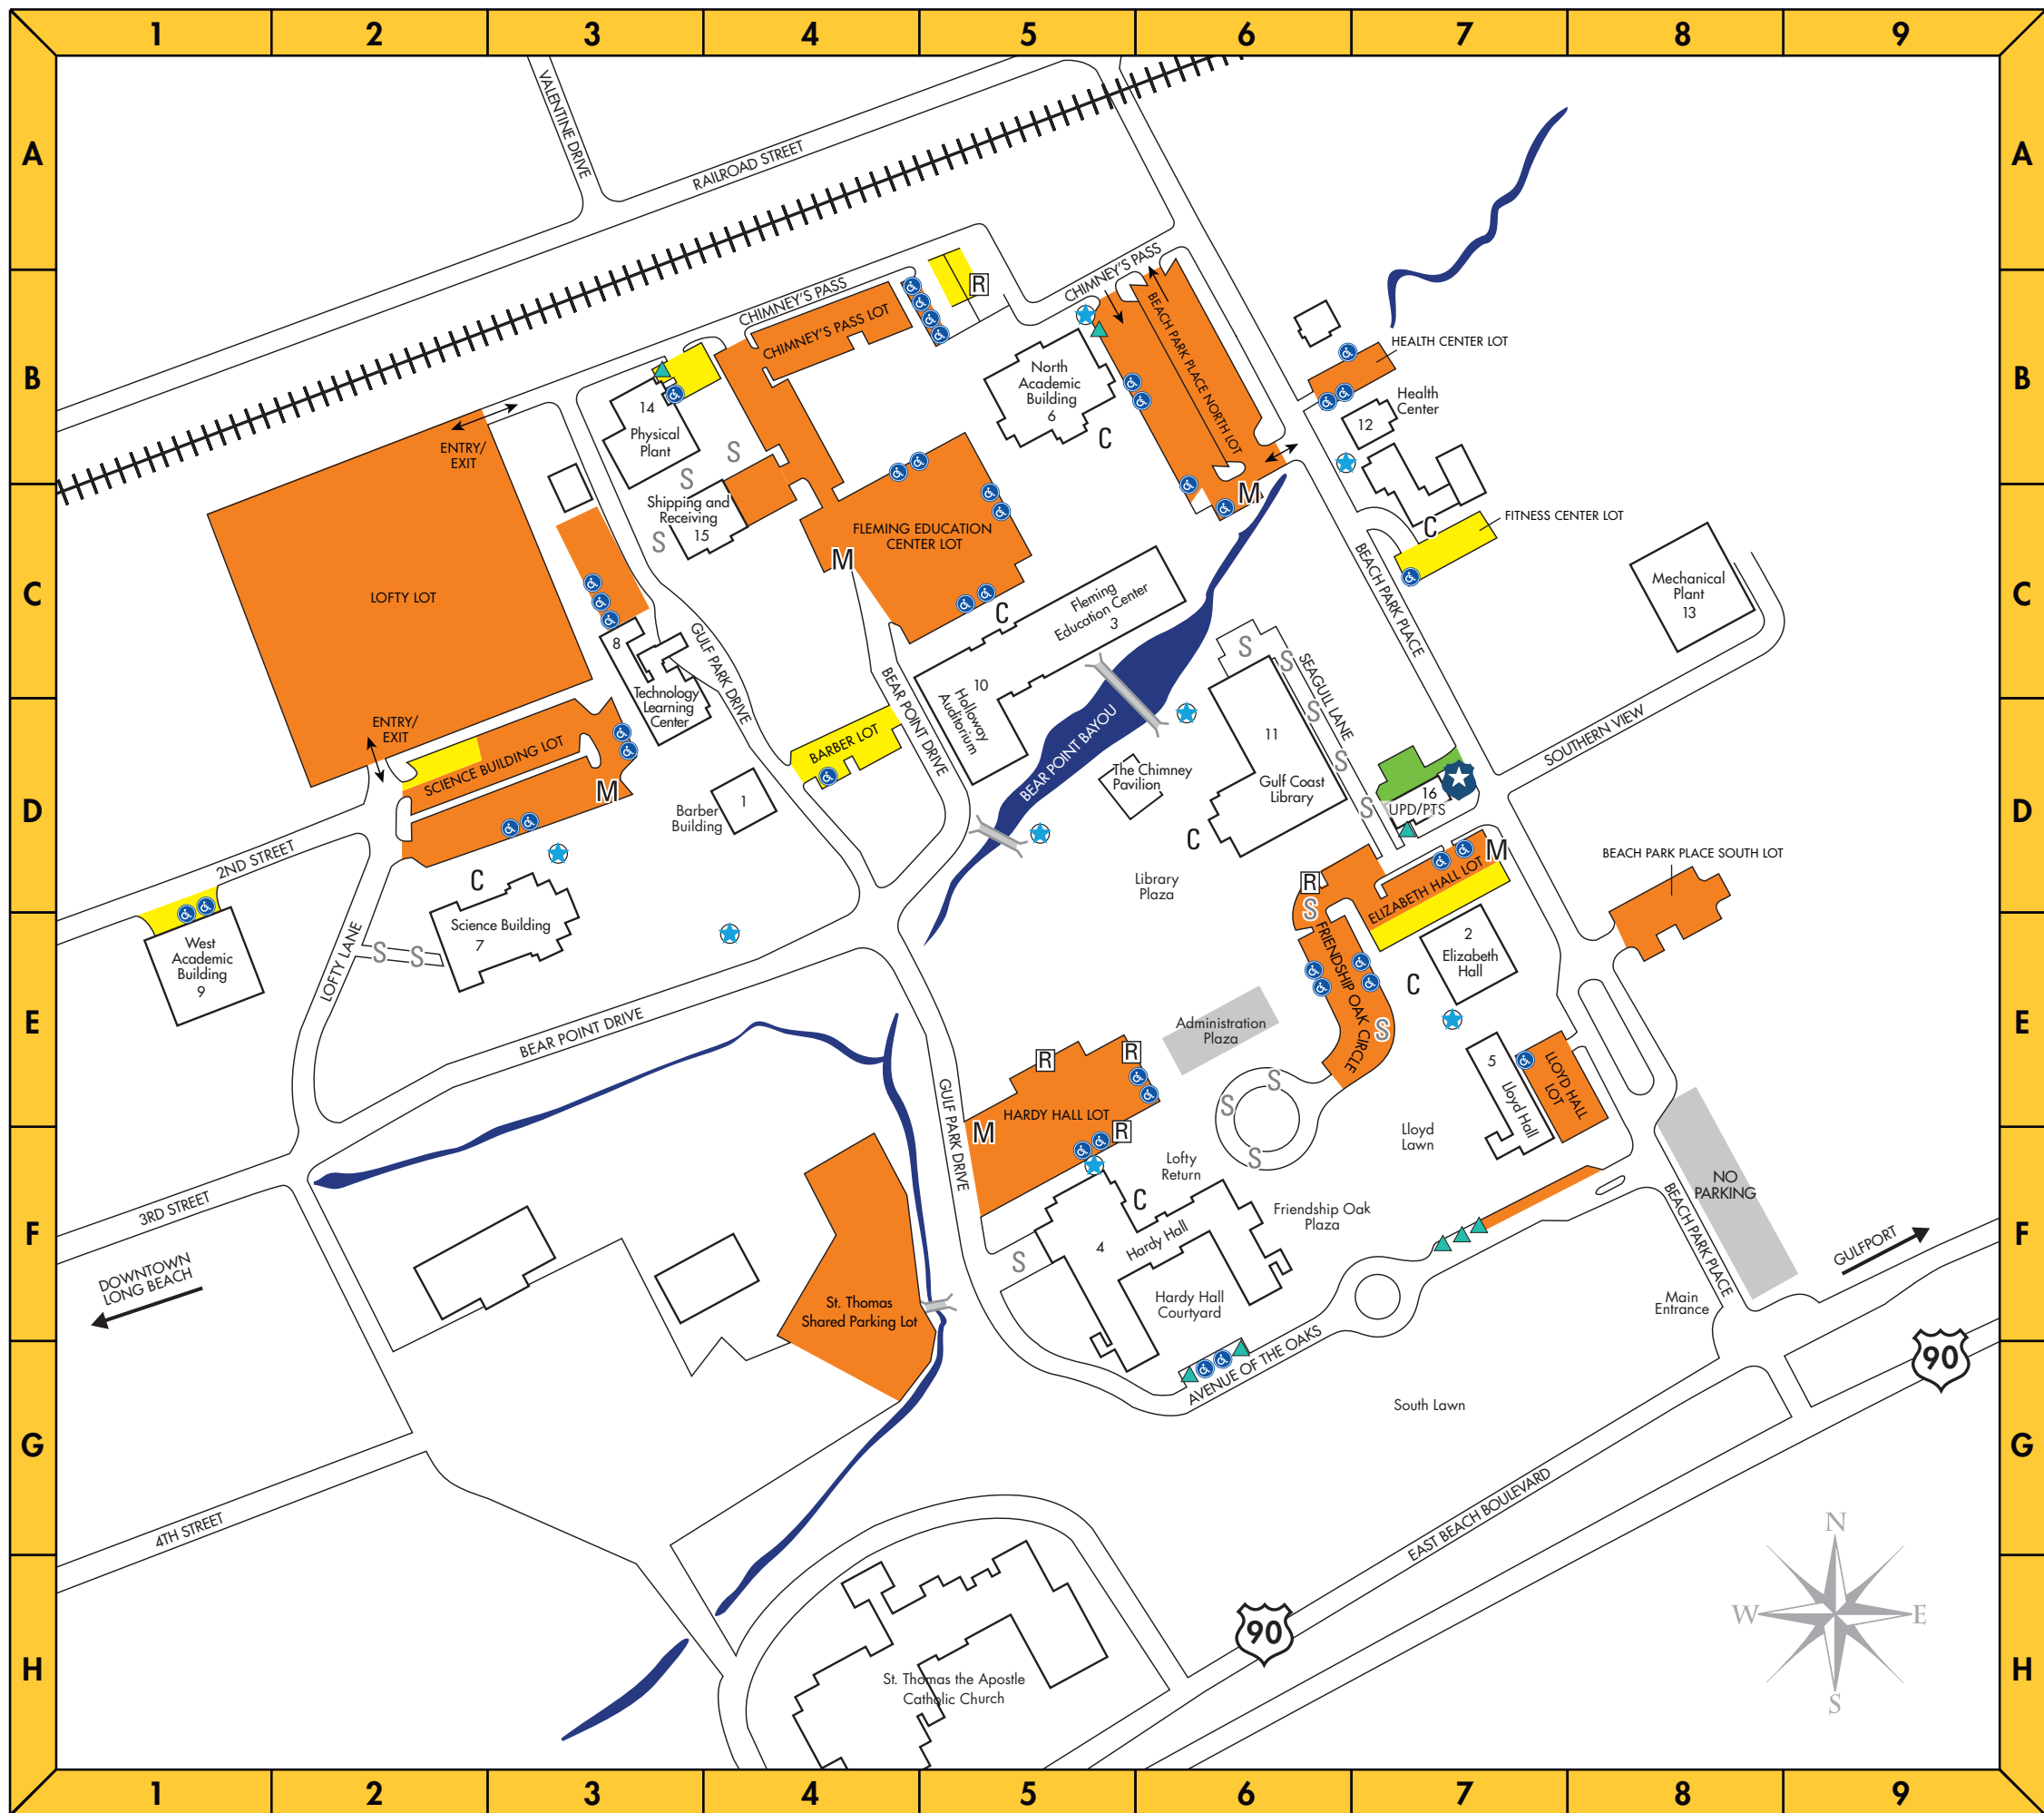 1 2 3 4 5 6 7 8 9
A A
VALENTINE DRIVE
RAILROAD STREET
CHIMNEY'S PASS
CHIMNEY'S PASS
R
B B
CHIMNEY'S PASS LOT
BEACH PARK PLACE NORTH LOT
HEALTH CENTER LOT
Health
Center
12
North
Academic
Building
6
C
14
Physical
Plant
S
S
ENTRY/
EXIT
Shipping and
Receiving
15
S
M
C C
FLEMING EDUCATION
CENTER LOT
M
C
FITNESS CENTER LOT
BEACH PARK PLACE
LOFTY LOT
Mechanical
Plant
13
C
Fleming
Education Center
3
8
Technology
Learning
Center
GULF PARK DRIVE
S
S
SEAGULL LANE
S
S
S
BEAR POINT DRIVE
10
Holloway
Auditorium
BEAR POINT BAYOU
The Chimney
Pavilion
11
Gulf Coast
Library
C
ENTRY/
EXIT
D D
SCIENCE BUILDING LOT
M
BARBER LOT
1
Barber
Building
16
UPD/PTS
SOUTHERN VIEW
2ND STREET
C
Library
Plaza
R
S
M
ELIZABETH HALL LOT
BEACH PARK PLACE SOUTH LOT
West
Academic
Building
9
Science Building
7
S
S
LOFTY LANE
2
Elizabeth
Hall
C
FRIENDSHIP OAK CIRCLE
S
E E
BEAR POINT DRIVE
Administration
Plaza
R
R
R
HARDY HALL LOT
M
GULF PARK DRIVE
S
S
S
5
Lloyd Hall
LLOYD HALL
LOT
Lloyd
Lawn
Lofty
Return
C
4
Hardy Hall
S
Friendship Oak
Plaza
NO
PARKING
BEACH PARK PLACE
3RD STREET
F F
DOWNTOWN
LONG BEACH
GULFPORT
St. Thomas
Shared Parking Lot
Hardy Hall
Courtyard
Main
Entrance
90
AVENUE OF THE OAKS
South Lawn
G G
4TH STREET
EAST BEACH BOULEVARD
90
N
W E
S
H H
St. Thomas the Apostle
Catholic Church
1 2 3 4 5 6 7 8 9